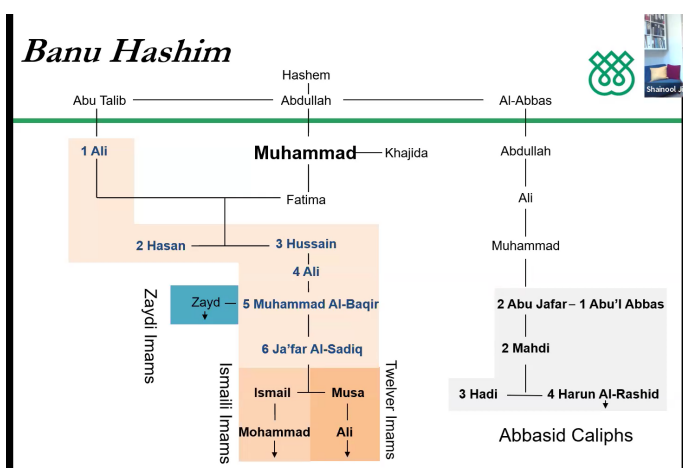 Banu Hashim
Shainool Ji
Hashem
Abu Talib Abdullah Al-Abbas
1 Ali Muhammad Khajida Abdullah
Fatima Ali
2 Hasan 3 Hussain Muhammad
4 Ali
Zayd 5 Muhammad Al-Baqir 2 Abu Jafar – 1 Abu'l Abbas
Zaydi Imams
6 Ja'far Al-Sadiq 2 Mahdi
Ismaili Imams
Ismail Musa 3 Hadi 4 Harun Al-Rashid
Twelver Imams
Mohammad Ali Abbasid Caliphs